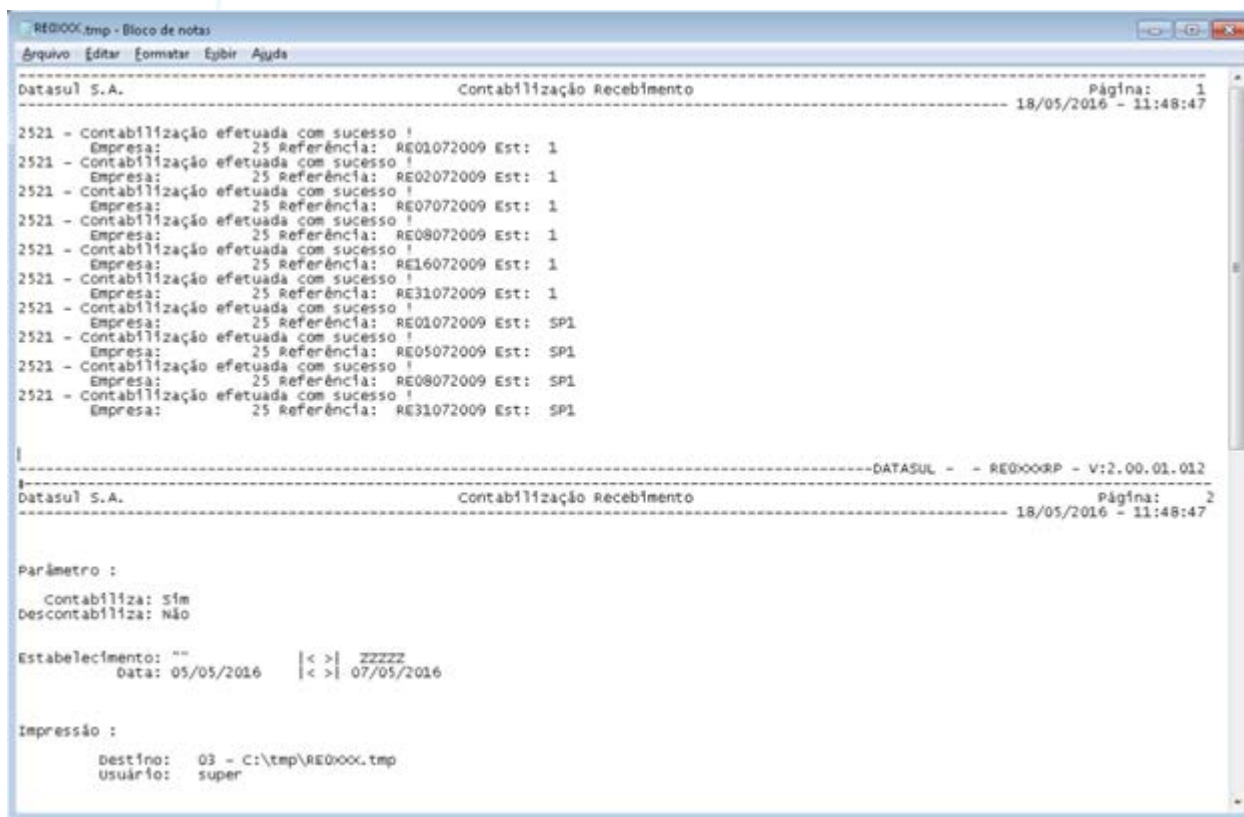 RE0XXX.tmp - Bloco de notas
Arquivo Editar Formatar Exibir Ajuda
Datasul S.A. Contabilização Recebimento Página: 1
18/05/2016 - 11:48:47
2521 - Contabilização efetuada com sucesso !
Empresa: 25 Referência: RE01072009 Est: 1
2521 - Contabilização efetuada com sucesso !
Empresa: 25 Referência: RE02072009 Est: 1
2521 - Contabilização efetuada com sucesso !
Empresa: 25 Referência: RE07072009 Est: 1
2521 - Contabilização efetuada com sucesso !
Empresa: 25 Referência: RE08072009 Est: 1
2521 - Contabilização efetuada com sucesso !
Empresa: 25 Referência: RE16072009 Est: 1
2521 - Contabilização efetuada com sucesso !
Empresa: 25 Referência: RE31072009 Est: 1
2521 - Contabilização efetuada com sucesso !
Empresa: 25 Referência: RE01072009 Est: SP1
2521 - Contabilização efetuada com sucesso !
Empresa: 25 Referência: RE05072009 Est: SP1
2521 - Contabilização efetuada com sucesso !
Empresa: 25 Referência: RE08072009 Est: SP1
2521 - Contabilização efetuada com sucesso !
Empresa: 25 Referência: RE31072009 Est: SP1
DATASUL - - RE0XXXRP - V:2.00.01.012
Datasul S.A. Contabilização Recebimento Página: 2
18/05/2016 - 11:48:47
Parâmetro :
Contabiliza: Sim
Descontabiliza: Não
Estabelecimento: "" |< >| ZZZZZ
Data: 05/05/2016 |< >| 07/05/2016
Impressão :
Destino: 03 - C:\tmp\RE0XXX.tmp
Usuário: super